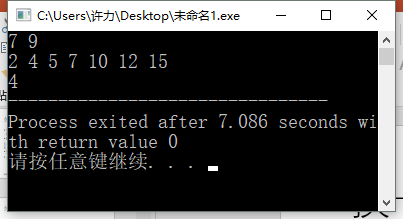 C:\Users\许力\Desktop\未命名1.exe
7 9
2 4 5 7 10 12 15
4
--------------------------------
Process exited after 7.086 seconds wi
th return value 0
请按任意键继续. . .